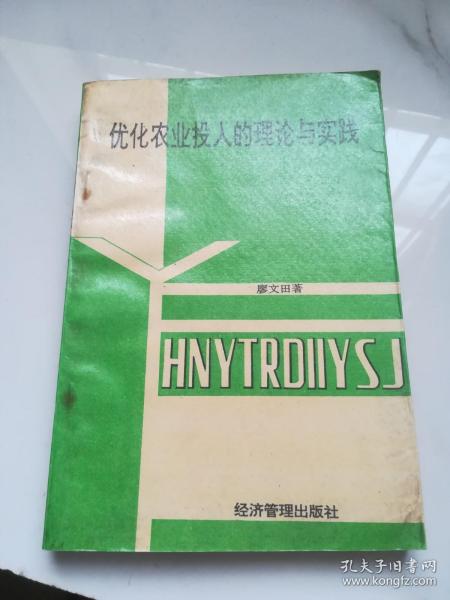 优化农业投入的理论与实践
廖文田著
HNYTRDIIYSJ
经济管理出版社
孔夫子旧书网
www.kongfz.com